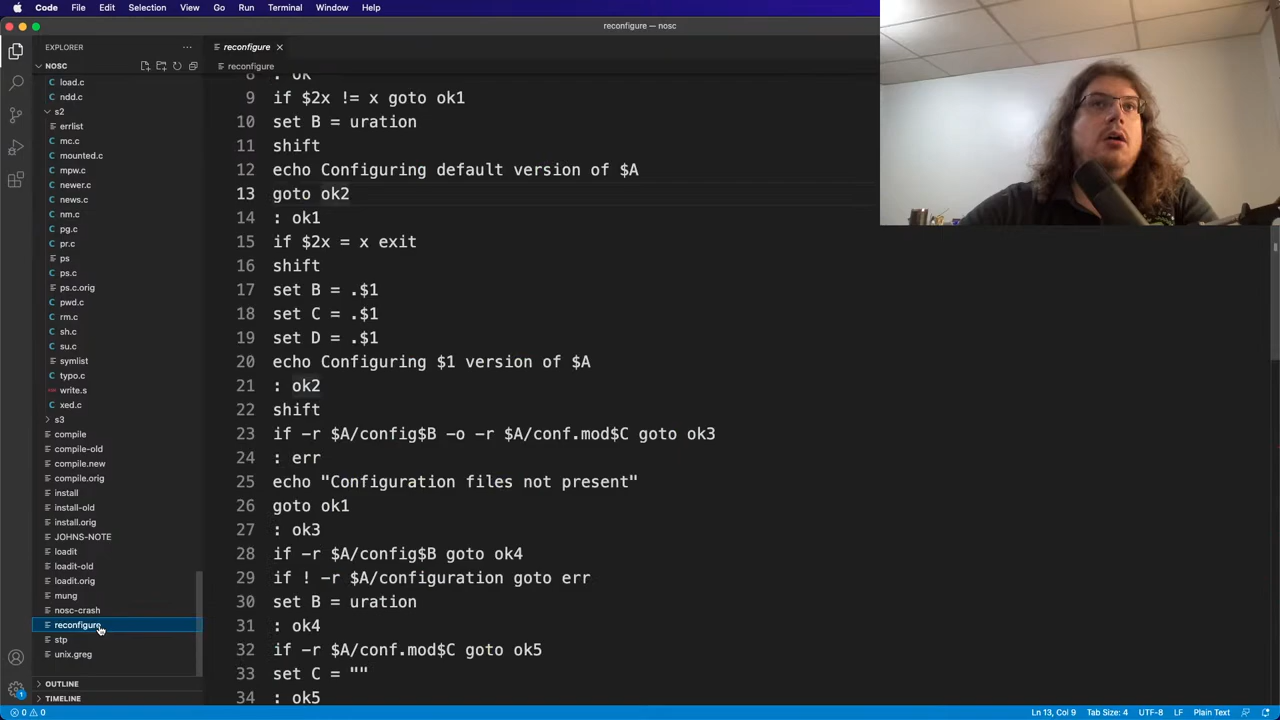 Code File Edit Selection View Go Run Terminal Window Help
reconfigure — nosc
EXPLORER
NOSC
load.c
ndd.c
s2
errlist
mc.c
mounted.c
mpw.c
newer.c
news.c
nm.c
pg.c
pr.c
ps
ps.c
ps.c.orig
pwd.c
rm.c
sh.c
su.c
symlist
typo.c
write.s
xed.c
s3
compile
compile-old
compile.new
compile.orig
install
install-old
install.orig
JOHNS-NOTE
loadit
loadit-old
loadit.orig
mung
nosc-crash
reconfigure
stp
unix.greg
OUTLINE
TIMELINE
reconfigure
reconfigure
8 : ok
9 if $2x != x goto ok1
10 set B = uration
11 shift
12 echo Configuring default version of $A
13 goto ok2
14 : ok1
15 if $2x = x exit
16 shift
17 set B = .$1
18 set C = .$1
19 set D = .$1
20 echo Configuring $1 version of $A
21 : ok2
22 shift
23 if -r $A/config$B -o -r $A/conf.mod$C goto ok3
24 : err
25 echo "Configuration files not present"
26 goto ok1
27 : ok3
28 if -r $A/config$B goto ok4
29 if ! -r $A/configuration goto err
30 set B = uration
31 : ok4
32 if -r $A/conf.mod$C goto ok5
33 set C = ""
34 : ok5
1
0 0
Ln 13, Col 9 Tab Size: 4 UTF-8 LF Plain Text